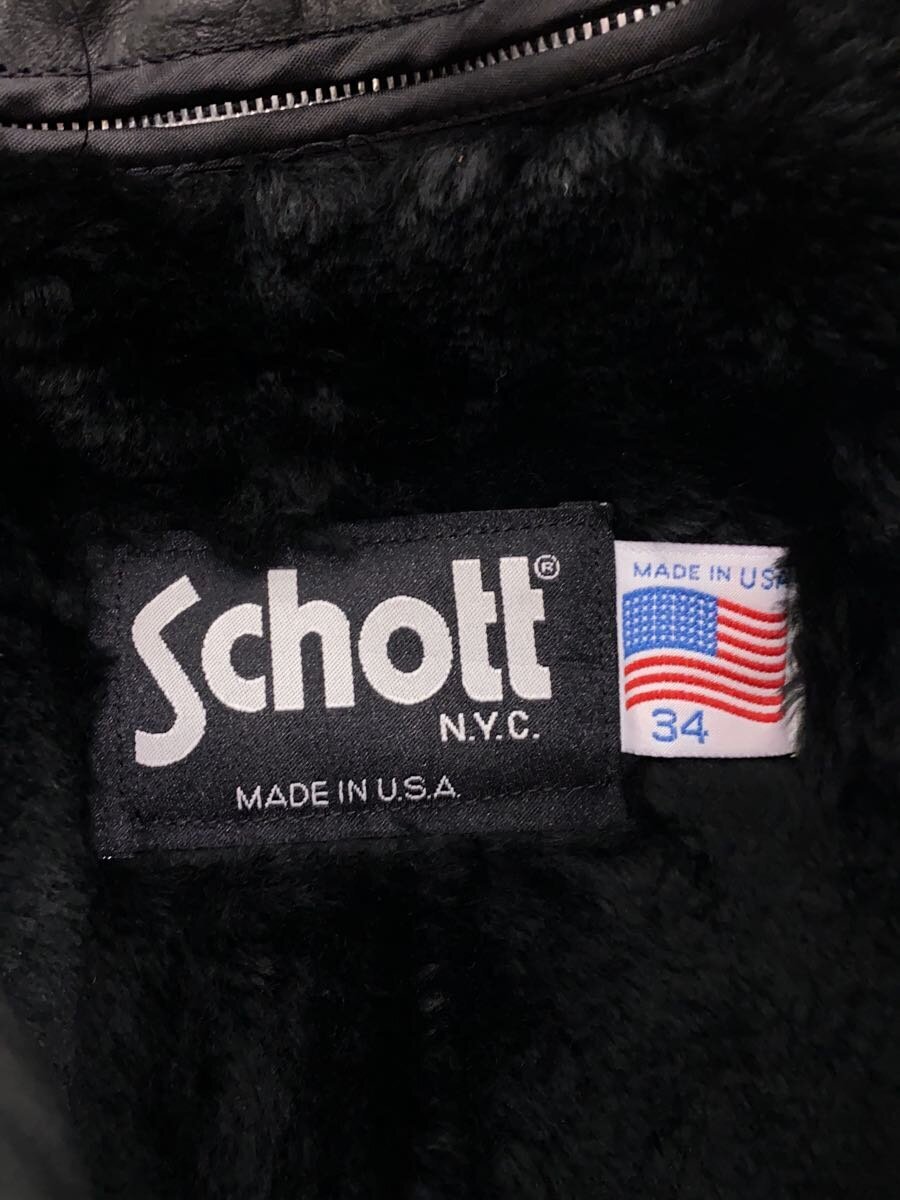 Schott®
N.Y.C.
MADE IN U.S.A.
MADE IN USA
34